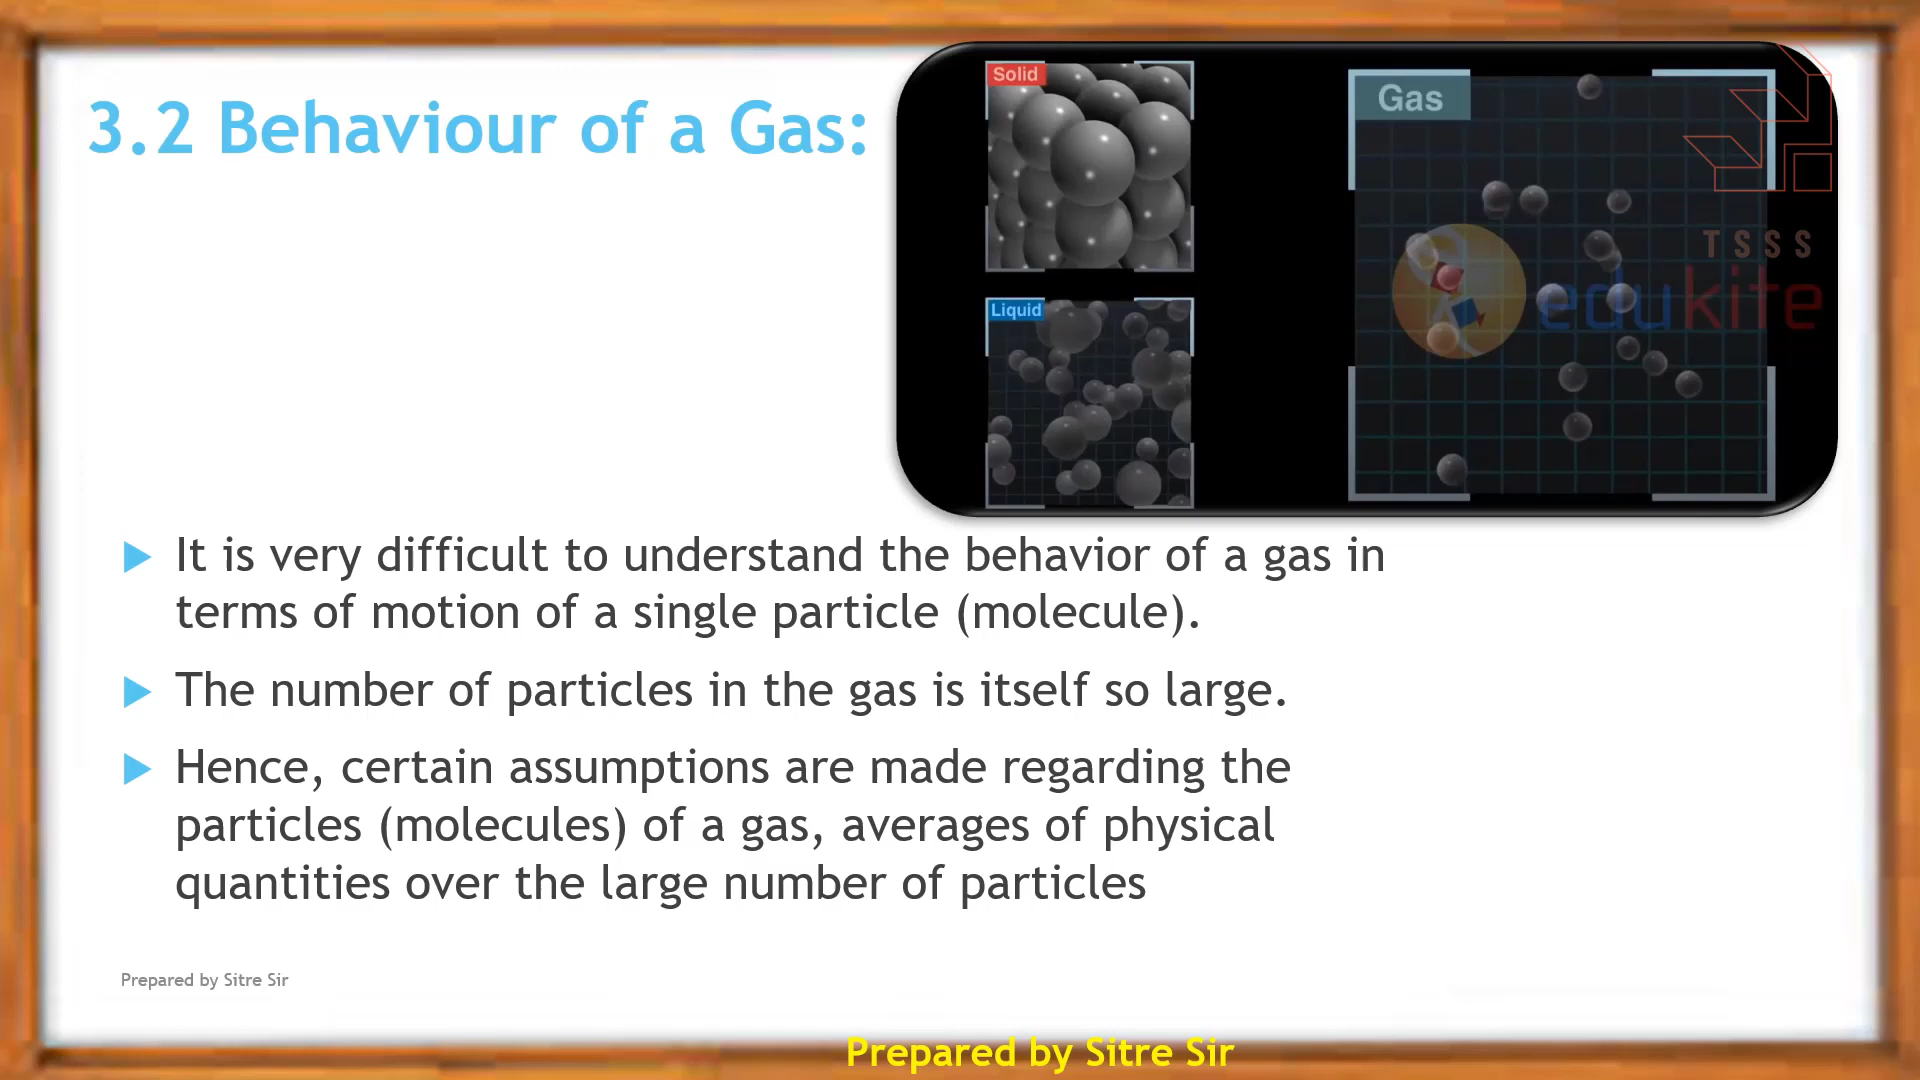 3.2 Behaviour of a Gas:
Solid
Liquid
Gas
TSSS
edukite
It is very difficult to understand the behavior of a gas in
terms of motion of a single particle (molecule).
The number of particles in the gas is itself so large.
Hence, certain assumptions are made regarding the
particles (molecules) of a gas, averages of physical
quantities over the large number of particles
Prepared by Sitre Sir
Prepared by Sitre Sir